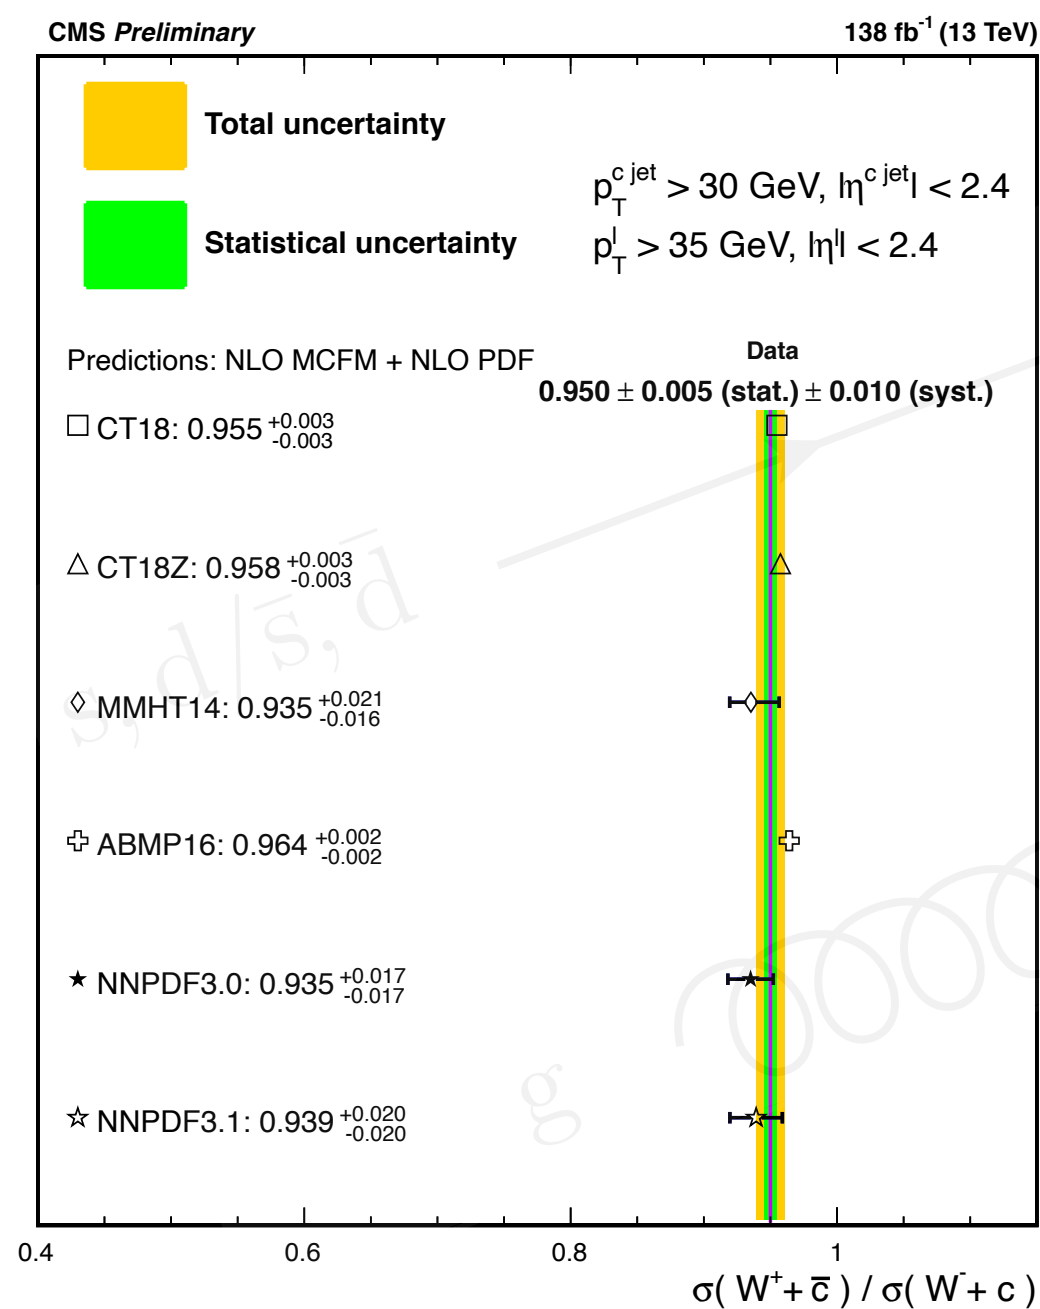 CMS Preliminary 138 fb⁻¹ (13 TeV)
Total uncertainty
p_T^{c jet} > 30 GeV, |η^{c jet}| < 2.4
Statistical uncertainty
p_T^l > 35 GeV, |η^l| < 2.4
Predictions: NLO MCFM + NLO PDF
Data
0.950 ± 0.005 (stat.) ± 0.010 (syst.)
CT18: 0.955 +0.003 -0.003
CT18Z: 0.958 +0.003 -0.003
s, d/s̄, d̄
MMHT14: 0.935 +0.021 -0.016
ABMP16: 0.964 +0.002 -0.002
NNPDF3.0: 0.935 +0.017 -0.017
g
NNPDF3.1: 0.939 +0.020 -0.020
0.4 0.6 0.8 1
σ( W⁺ + c̄ ) / σ( W⁻ + c )